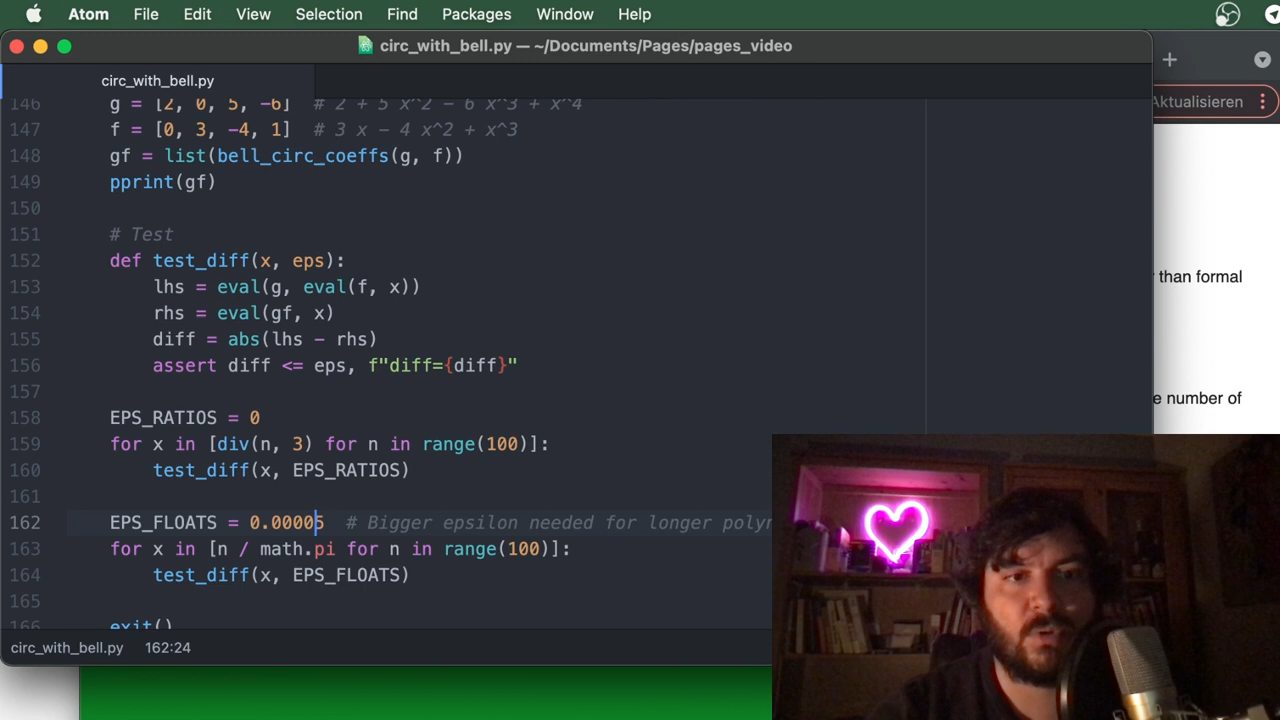 Atom File Edit View Selection Find Packages Window Help
circ_with_bell.py — ~/Documents/Pages/pages_video
circ_with_bell.py
Aktualisieren
146 g = [2, 0, 5, -6] # 2 + 5 x^2 - 6 x^3 + x^4
147 f = [0, 3, -4, 1] # 3 x - 4 x^2 + x^3
148 gf = list(bell_circ_coeffs(g, f))
149 pprint(gf)
150
151 # Test
152 def test_diff(x, eps):
153 lhs = eval(g, eval(f, x))
than formal
154 rhs = eval(gf, x)
155 diff = abs(lhs - rhs)
156 assert diff <= eps, f"diff={diff}"
157
e number of
158 EPS_RATIOS = 0
159 for x in [div(n, 3) for n in range(100)]:
160 test_diff(x, EPS_RATIOS)
161
162 EPS_FLOATS = 0.00005 # Bigger epsilon needed for longer polyn
163 for x in [n / math.pi for n in range(100)]:
164 test_diff(x, EPS_FLOATS)
165
166 exit()
circ_with_bell.py 162:24